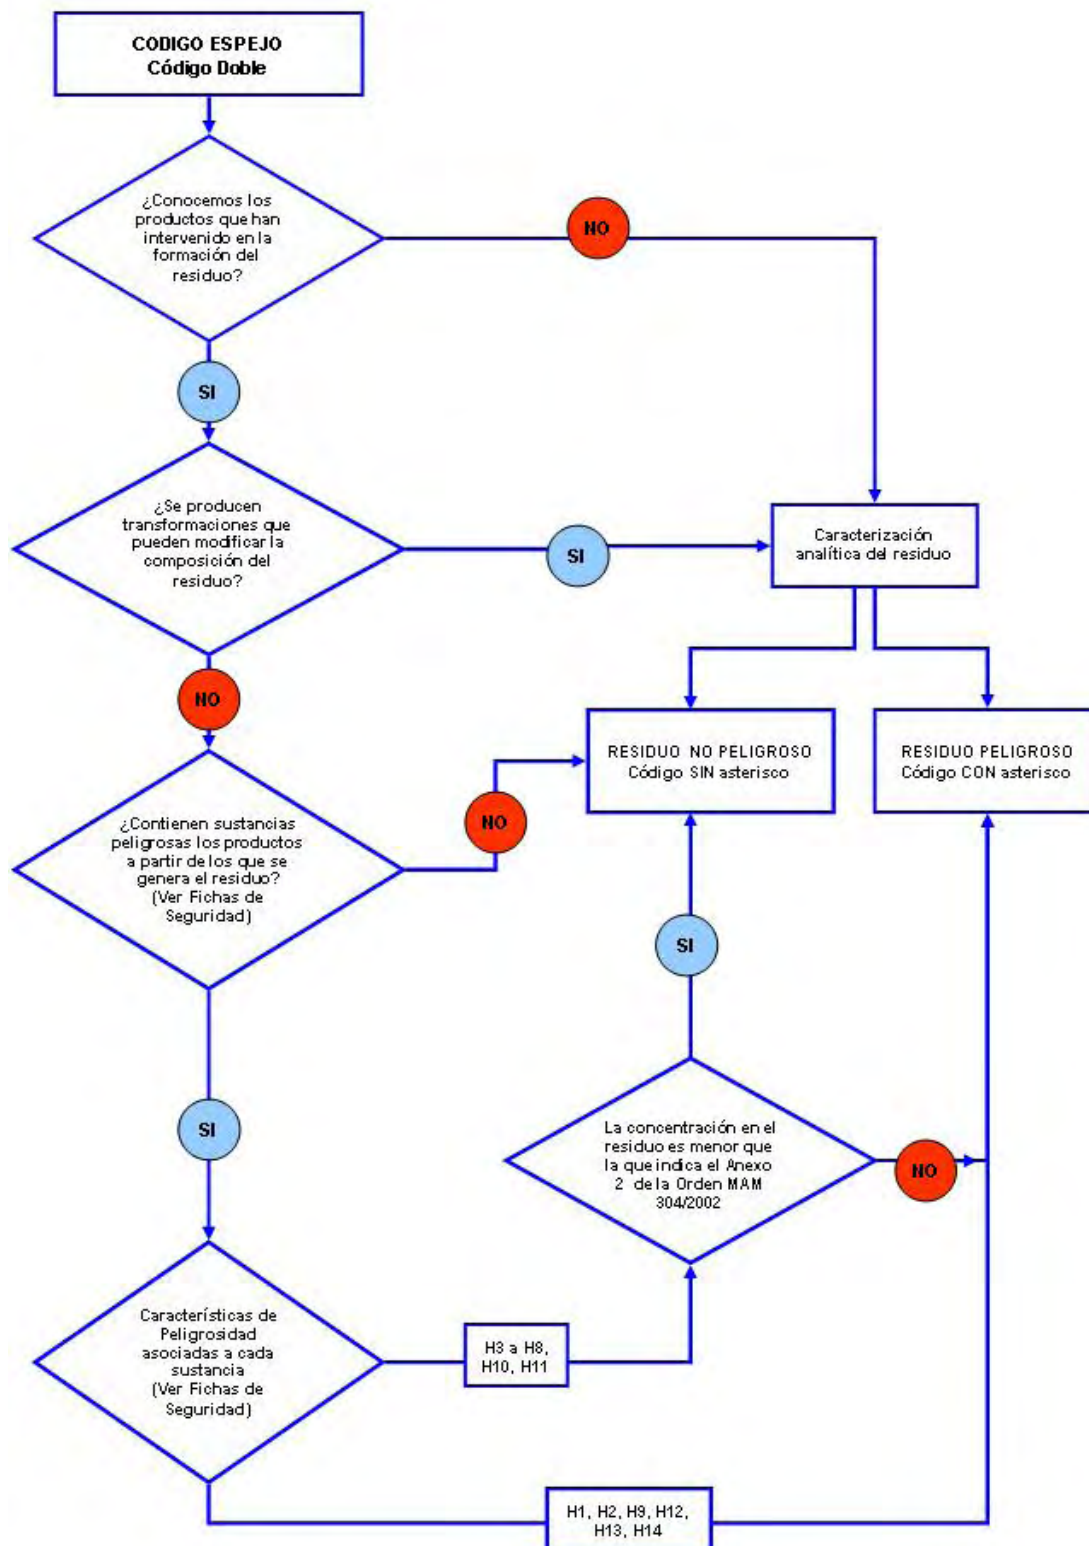 CODIGO ESPEJO
Código Doble
¿Conocemos los
productos que han
intervenido en la
formación del
residuo?
NO
SI
¿Se producen
transformaciones que
pueden modificar la
composición del
residuo?
SI
Caracterización
analítica del residuo
NO
RESIDUO NO PELIGROSO
Código SIN asterisco
RESIDUO PELIGROSO
Código CON asterisco
¿Contienen sustancias
peligrosas los productos
a partir de los que se
genera el residuo?
(Ver Fichas de
Seguridad)
NO
SI
SI
La concentración en el
residuo es menor que
la que indica el Anexo
2 de la Orden MAM
304/2002
NO
Características de
Peligrosidad
asociadas a cada
sustancia
(Ver Fichas de
Seguridad)
H3 a H8,
H10, H11
H1, H2, H9, H12,
H13, H14